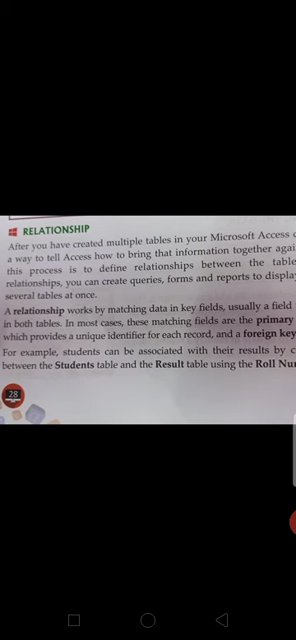 RELATIONSHIP
After you have created multiple tables in your Microsoft Access
a way to tell Access how to bring that information together
this process is to define relationships between the
relationships, you can create queries, forms and reports to
several tables at once.
A relationship works by matching data in key fields, usually a field
in both tables. In most cases, these matching fields are the primary
which provides a unique identifier for each record, and a foreign key
For example, students can be associated with their results by
between the Students table and the Result table using the Roll
28